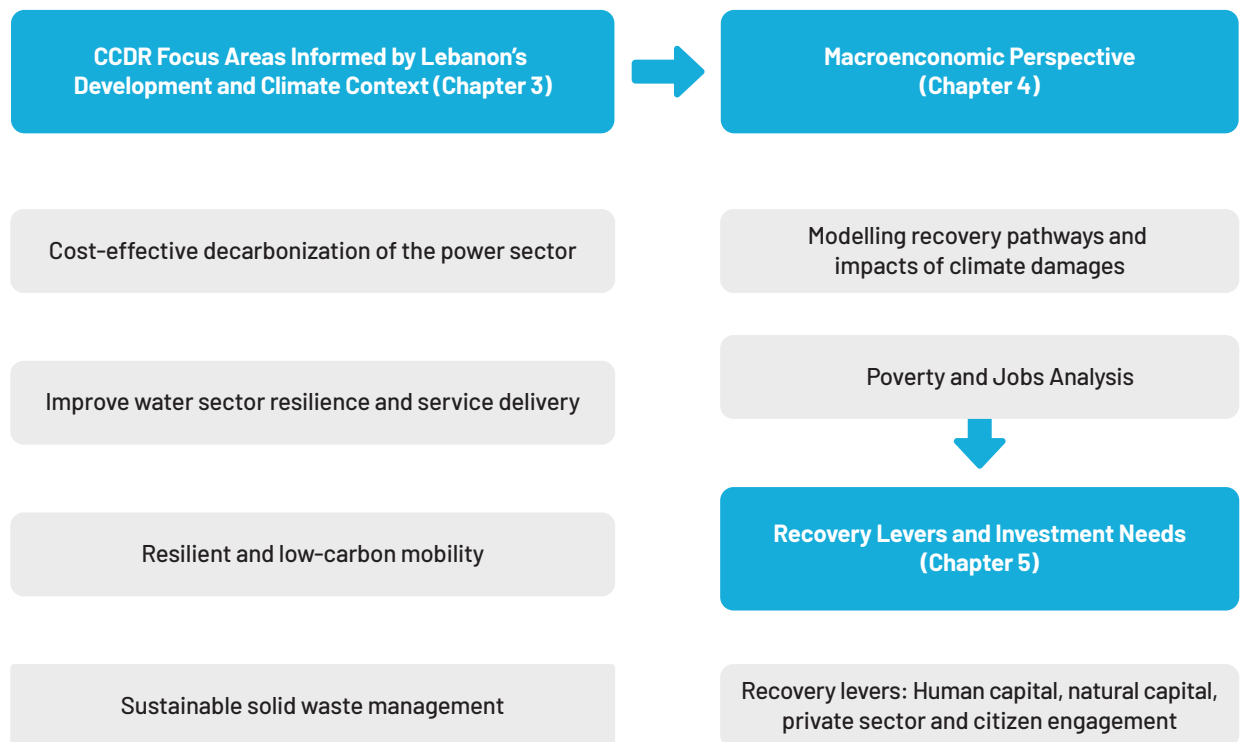 CCDR Focus Areas Informed by Lebanon's
Development and Climate Context (Chapter 3)
Cost-effective decarbonization of the power sector
Improve water sector resilience and service delivery
Resilient and low-carbon mobility
Sustainable solid waste management
Macroenconomic Perspective
(Chapter 4)
Modelling recovery pathways and
impacts of climate damages
Poverty and Jobs Analysis
Recovery Levers and Investment Needs
(Chapter 5)
Recovery levers: Human capital, natural capital,
private sector and citizen engagement